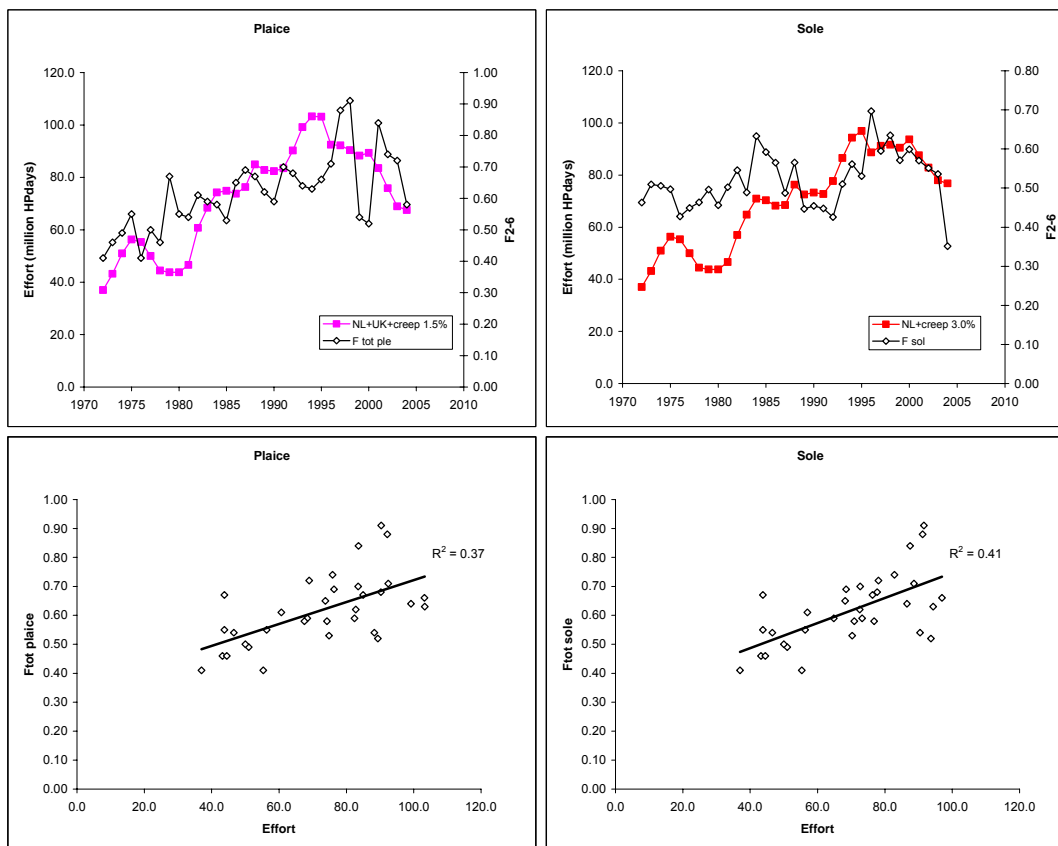 Plaice
Effort (million HPdays)
120.0
100.0
80.0
60.0
40.0
20.0
0.0
1.00
0.90
0.80
0.70
0.60
0.50
0.40
0.30
0.20
0.10
0.00
F2-6
NL+UK+creep 1.5%
F tot ple
1970 1975 1980 1985 1990 1995 2000 2005 2010
Sole
Effort (million HPdays)
120.0
100.0
80.0
60.0
40.0
20.0
0.0
0.80
0.70
0.60
0.50
0.40
0.30
0.20
0.10
0.00
F2-6
NL+creep 3.0%
F sol
1970 1975 1980 1985 1990 1995 2000 2005 2010
Plaice
Ftot plaice
1.00
0.90
0.80
0.70
0.60
0.50
0.40
0.30
0.20
0.10
0.00
R² = 0.37
0.0 20.0 40.0 60.0 80.0 100.0 120.0
Effort
Sole
Ftot sole
1.00
0.90
0.80
0.70
0.60
0.50
0.40
0.30
0.20
0.10
0.00
R² = 0.41
0.0 20.0 40.0 60.0 80.0 100.0 120.0
Effort